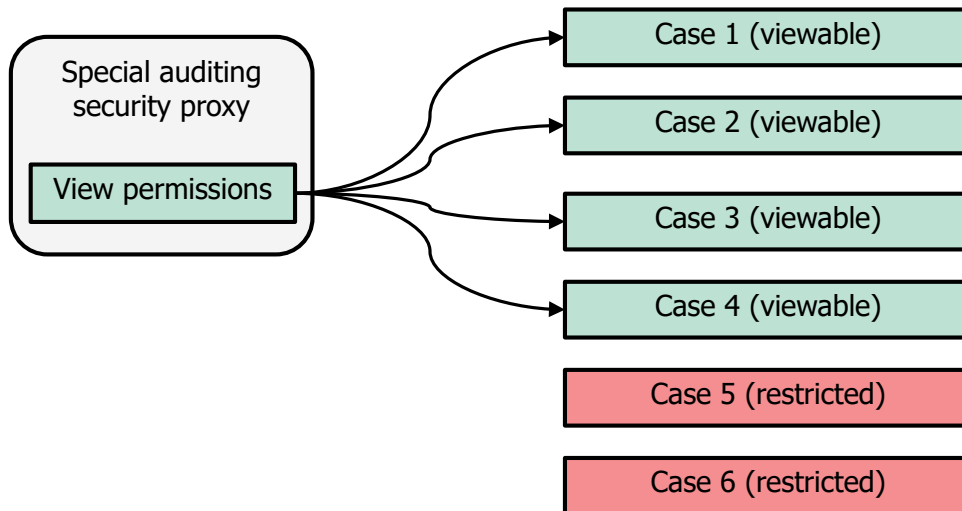 Special auditing
security proxy
View permissions
Case 1 (viewable)
Case 2 (viewable)
Case 3 (viewable)
Case 4 (viewable)
Case 5 (restricted)
Case 6 (restricted)